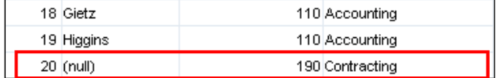 18 Gietz 110 Accounting
19 Higgins 110 Accounting
20 (null) 190 Contracting